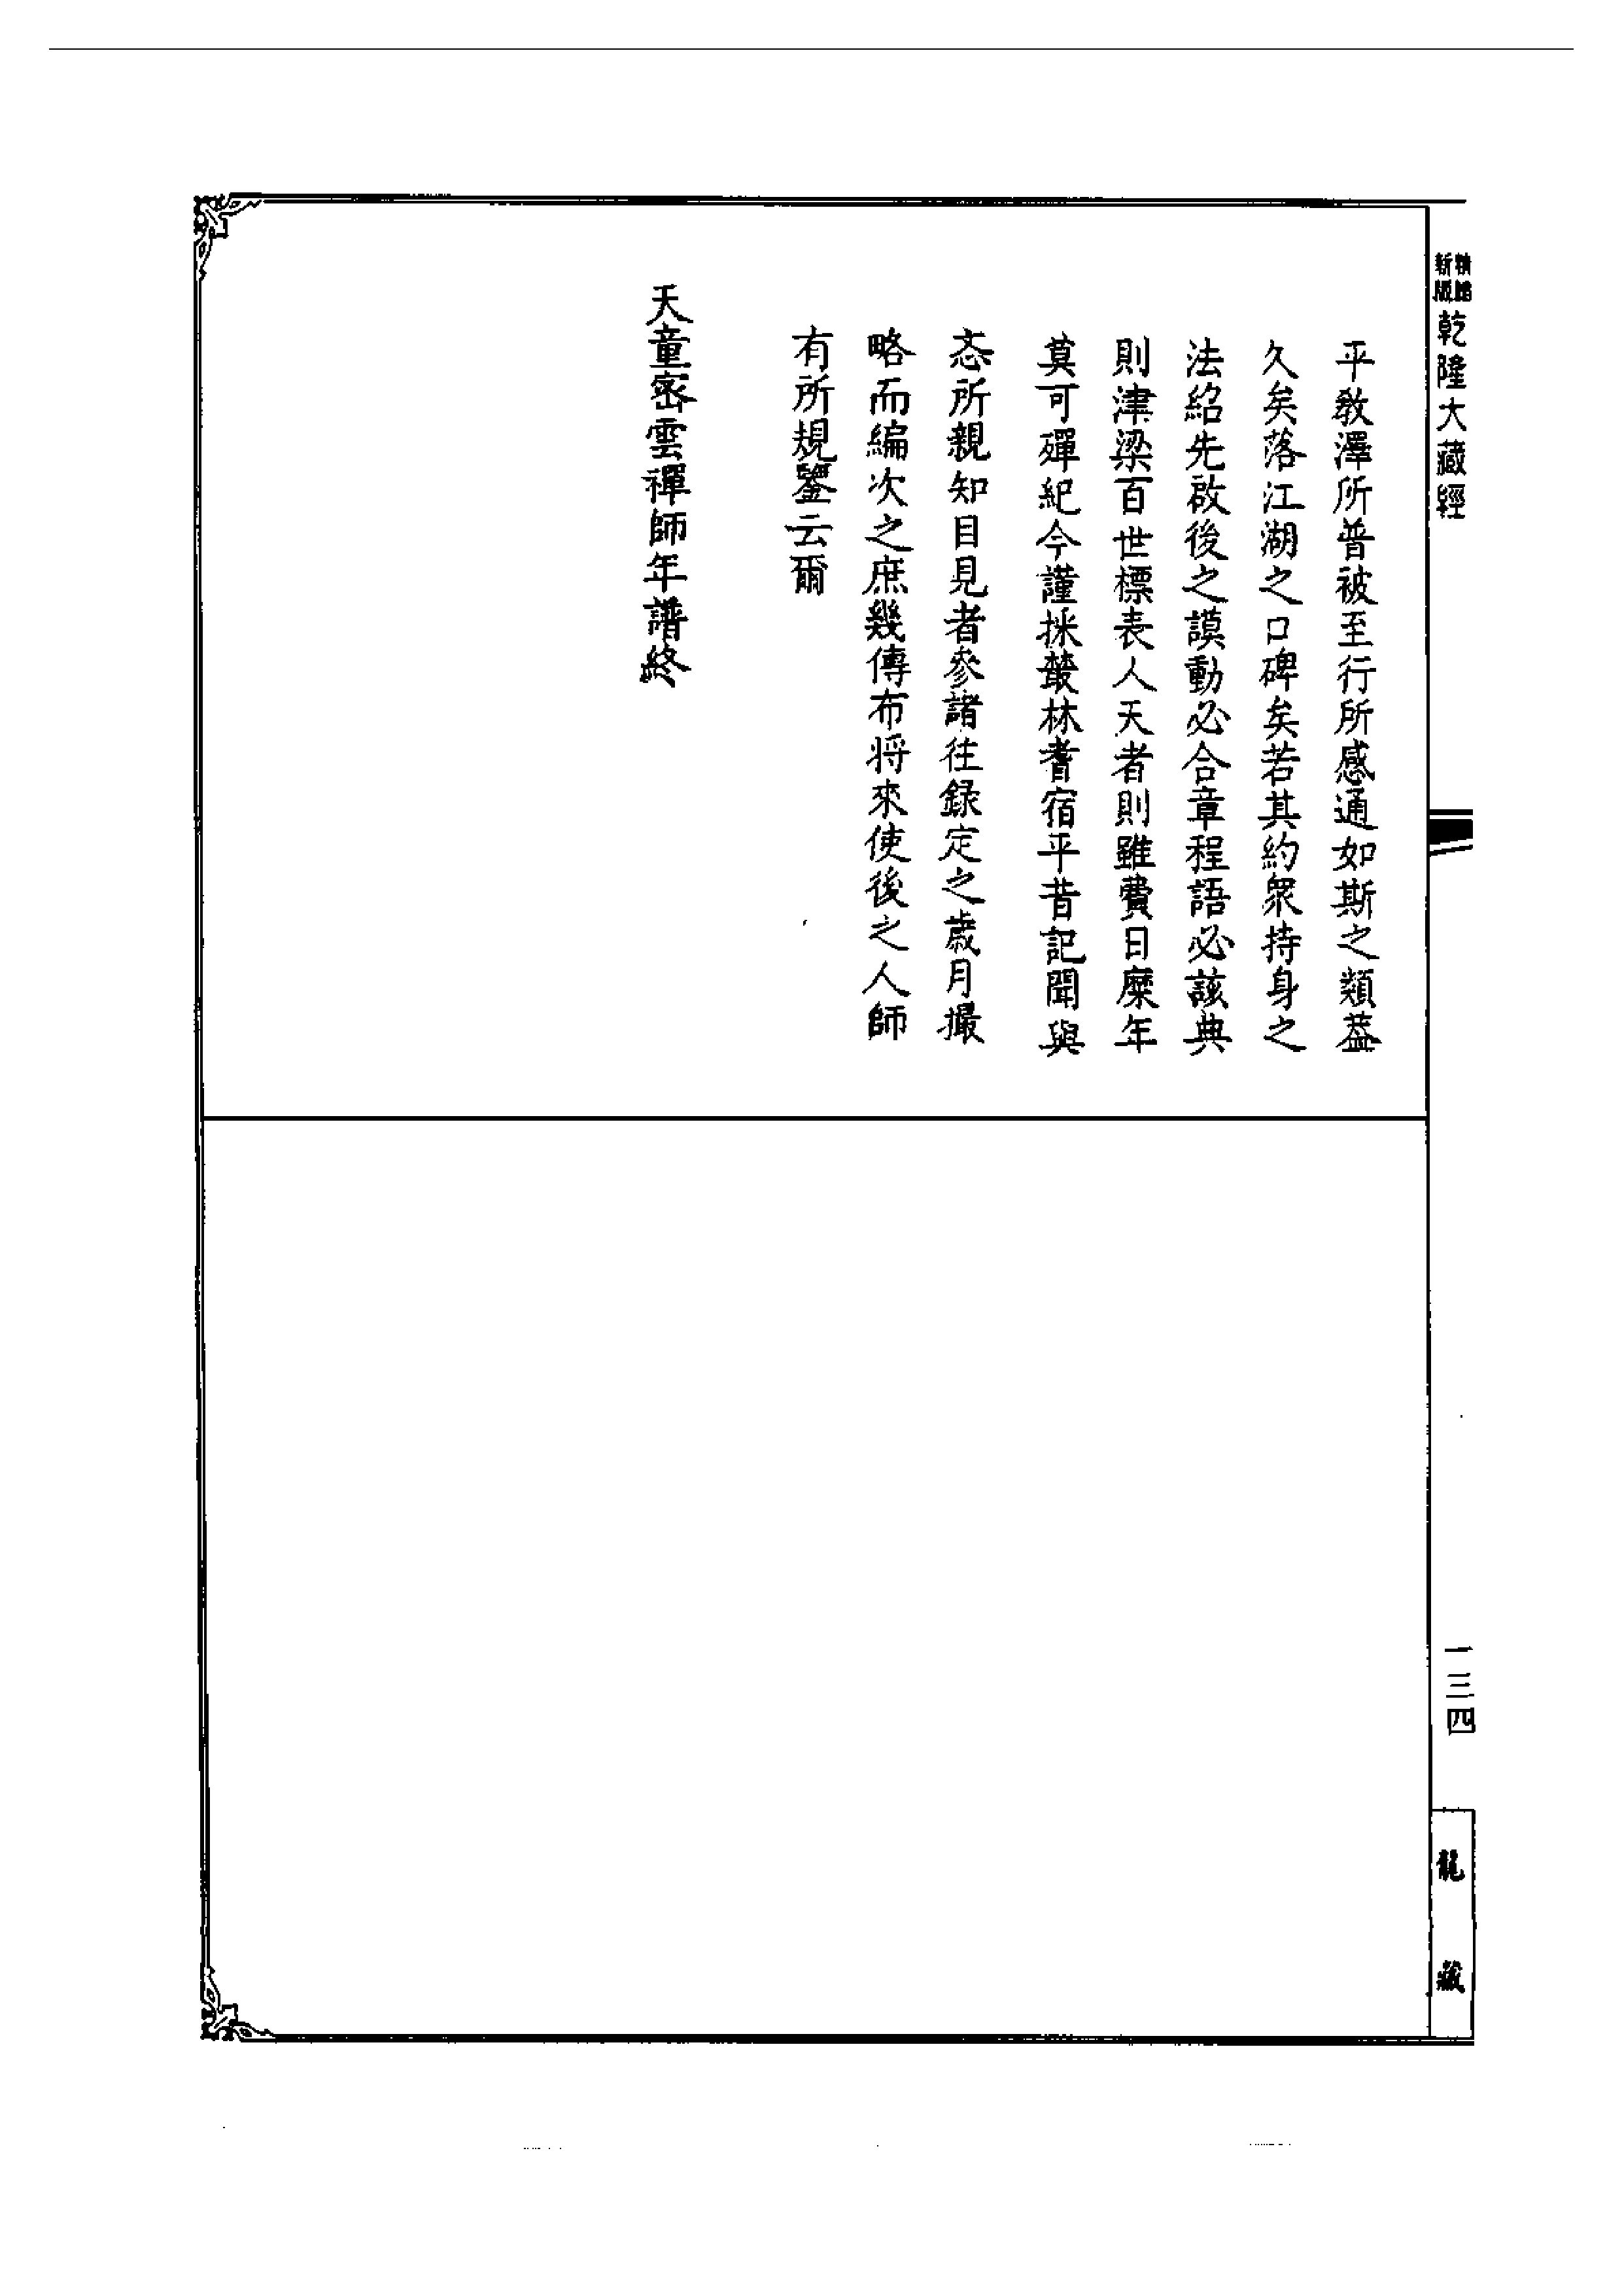 新版
乾隆大藏經
平敎澤所普被至行所感通如斯之類葢
久矣落江湖之口碑矣若其約衆持身之
法紹先啟後之謨動必合章程語必該典
則津梁百世標表人天者則雖費日糜年
莫可殫紀今謹採叢林耆宿平昔記聞與
忞所親知目見者參諸往録定之歲月撮
略而編次之庶幾傳布將來使後之人師
有所規鑒云爾
天童密雲禪師年譜終
一三四
龍藏